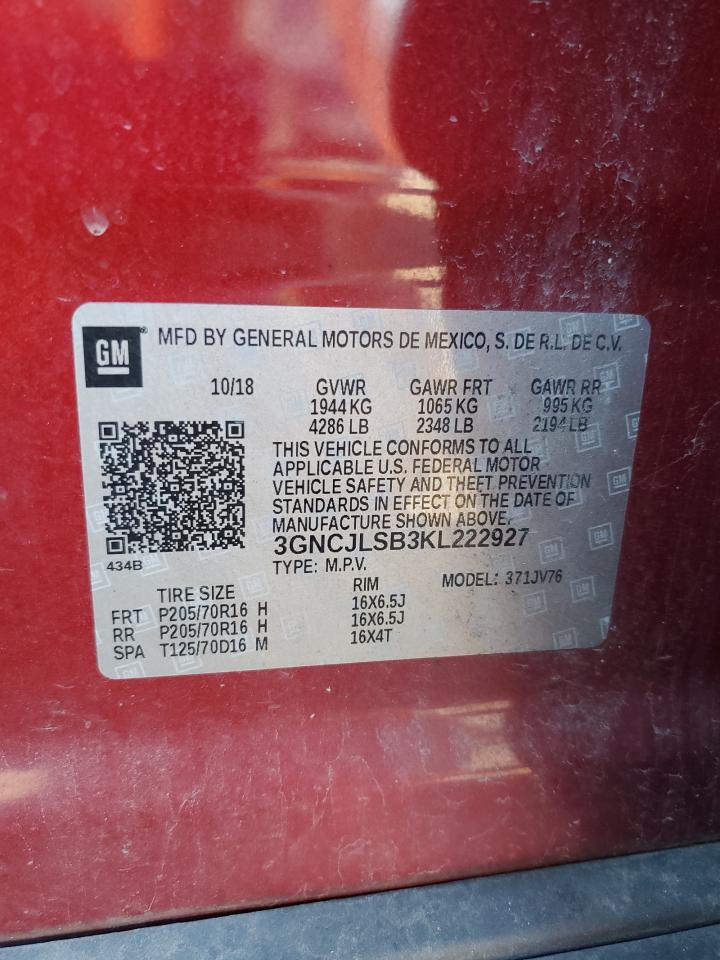 GM® MFD BY GENERAL MOTORS DE MEXICO, S. DE R.L. DE C.V.
10/18 GVWR GAWR FRT GAWR RR
1944 KG 1065 KG 995 KG
4286 LB 2348 LB 2194 LB
THIS VEHICLE CONFORMS TO ALL
APPLICABLE U.S. FEDERAL MOTOR
VEHICLE SAFETY AND THEFT PREVENTION
STANDARDS IN EFFECT ON THE DATE OF
MANUFACTURE SHOWN ABOVE.
3GNCJLSB3KL222927
434B
TYPE: M.P.V. MODEL: 371JV76
TIRE SIZE RIM
FRT P205/70R16 H 16X6.5J
RR P205/70R16 H 16X6.5J
SPA T125/70D16 M 16X4T